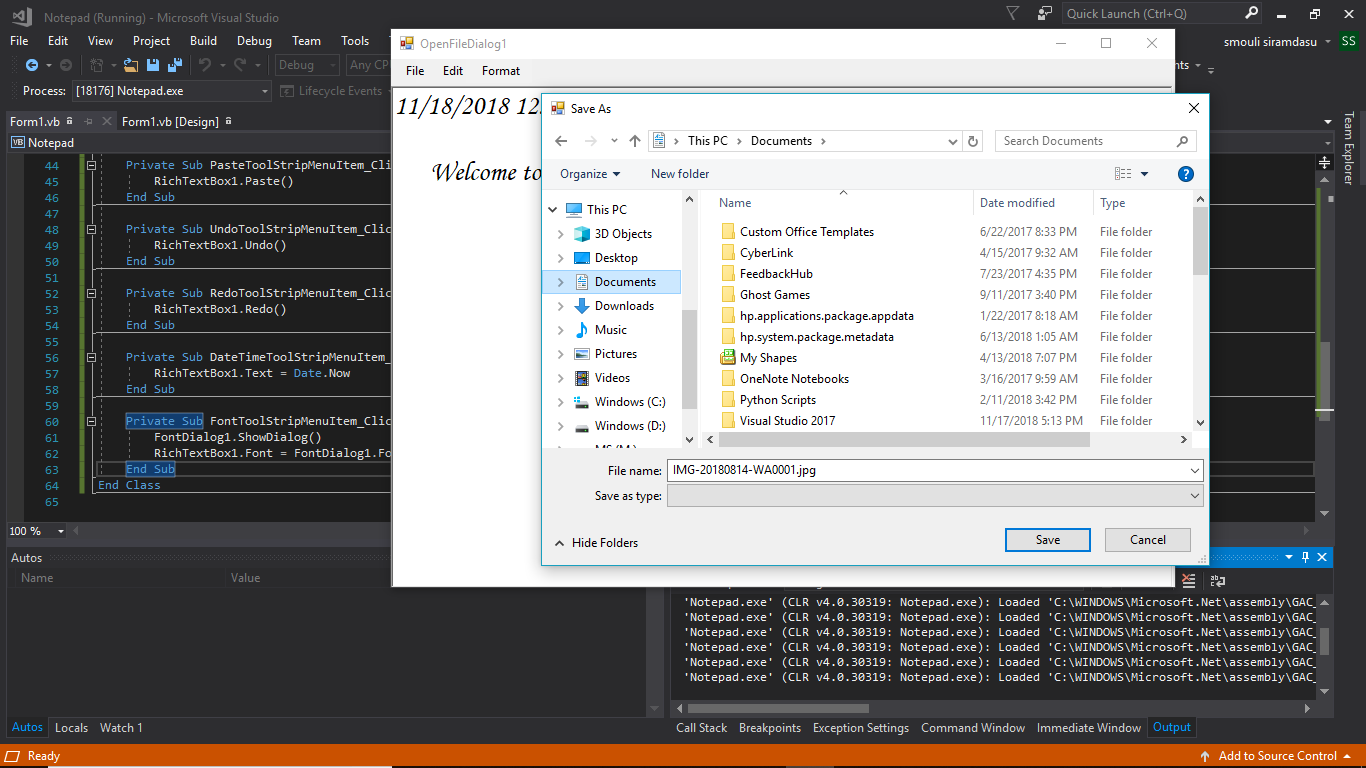 Notepad (Running) - Microsoft Visual Studio
Quick Launch (Ctrl+Q)
File Edit View Project Build Debug Team Tools
smouli siramdasu SS
Debug Any CPU
Process: [18176] Notepad.exe
Lifecycle Events
Form1.vb Form1.vb [Design]
Notepad
44 Private Sub PasteToolStripMenuItem_Clic
45 RichTextBox1.Paste()
46 End Sub
47
48 Private Sub UndoToolStripMenuItem_Clic
49 RichTextBox1.Undo()
50 End Sub
51
52 Private Sub RedoToolStripMenuItem_Clic
53 RichTextBox1.Redo()
54 End Sub
55
56 Private Sub DateTimeToolStripMenuItem_
57 RichTextBox1.Text = Date.Now
58 End Sub
59
60 Private Sub FontToolStripMenuItem_Clic
61 FontDialog1.ShowDialog()
62 RichTextBox1.Font = FontDialog1.Fo
63 End Sub
64 End Class
65
100 %
Autos
Name Value
Autos Locals Watch 1
Ready
OpenFileDialog1
File Edit Format
11/18/2018 12
Welcome to
Save As
This PC Documents
Search Documents
Organize New folder
This PC
3D Objects
Desktop
Documents
Downloads
Music
Pictures
Videos
Windows (C:)
Windows (D:)
Name Date modified Type
Custom Office Templates 6/22/2017 8:33 PM File folder
CyberLink 4/15/2017 9:32 AM File folder
FeedbackHub 7/23/2017 4:35 PM File folder
Ghost Games 9/11/2017 3:40 PM File folder
hp.applications.package.appdata 1/22/2017 8:18 AM File folder
hp.system.package.metadata 6/13/2018 1:05 AM File folder
My Shapes 4/13/2018 7:07 PM File folder
OneNote Notebooks 3/16/2017 9:59 AM File folder
Python Scripts 2/11/2018 3:42 PM File folder
Visual Studio 2017 11/17/2018 5:13 PM File folder
File name: IMG-20180814-WA0001.jpg
Save as type:
Hide Folders
Save Cancel
nts
Team Explorer
'Notepad.exe' (CLR v4.0.30319: Notepad.exe): Loaded 'C:\WINDOWS\Microsoft.Net\assembly\GAC_
'Notepad.exe' (CLR v4.0.30319: Notepad.exe): Loaded 'C:\WINDOWS\Microsoft.Net\assembly\GAC_
'Notepad.exe' (CLR v4.0.30319: Notepad.exe): Loaded 'C:\WINDOWS\Microsoft.Net\assembly\GAC_
'Notepad.exe' (CLR v4.0.30319: Notepad.exe): Loaded 'C:\WINDOWS\Microsoft.Net\assembly\GAC_
'Notepad.exe' (CLR v4.0.30319: Notepad.exe): Loaded 'C:\WINDOWS\Microsoft.Net\assembly\GAC_
'Notepad.exe' (CLR v4.0.30319: Notepad.exe): Loaded 'C:\WINDOWS\Microsoft.Net\assembly\GAC_
Call Stack Breakpoints Exception Settings Command Window Immediate Window Output
Add to Source Control